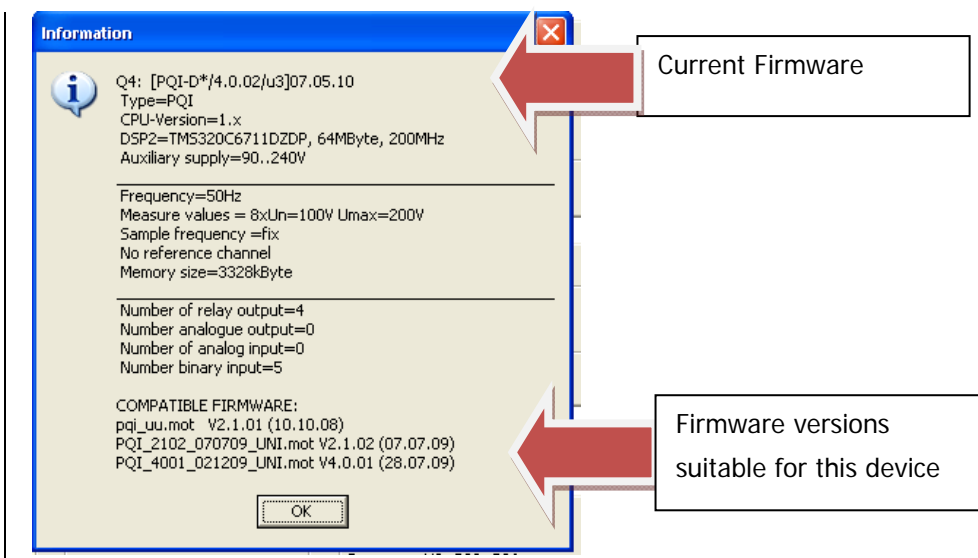 Information
Q4: [PQI-D*/4.0.02/u3]07.05.10
Type=PQI
CPU-Version=1.x
DSP2=TMS320C6711DZDP, 64MByte, 200MHz
Auxiliary supply=90..240V
Frequency=50Hz
Measure values = 8xUn=100V Umax=200V
Sample frequency =fix
No reference channel
Memory size=3328kByte
Number of relay output=4
Number analogue output=0
Number of analog input=0
Number binary input=5
COMPATIBLE FIRMWARE:
pqi_uu.mot V2.1.01 (10.10.08)
PQI_2102_070709_UNI.mot V2.1.02 (07.07.09)
PQI_4001_021209_UNI.mot V4.0.01 (28.07.09)
OK
Current Firmware
Firmware versions
suitable for this device